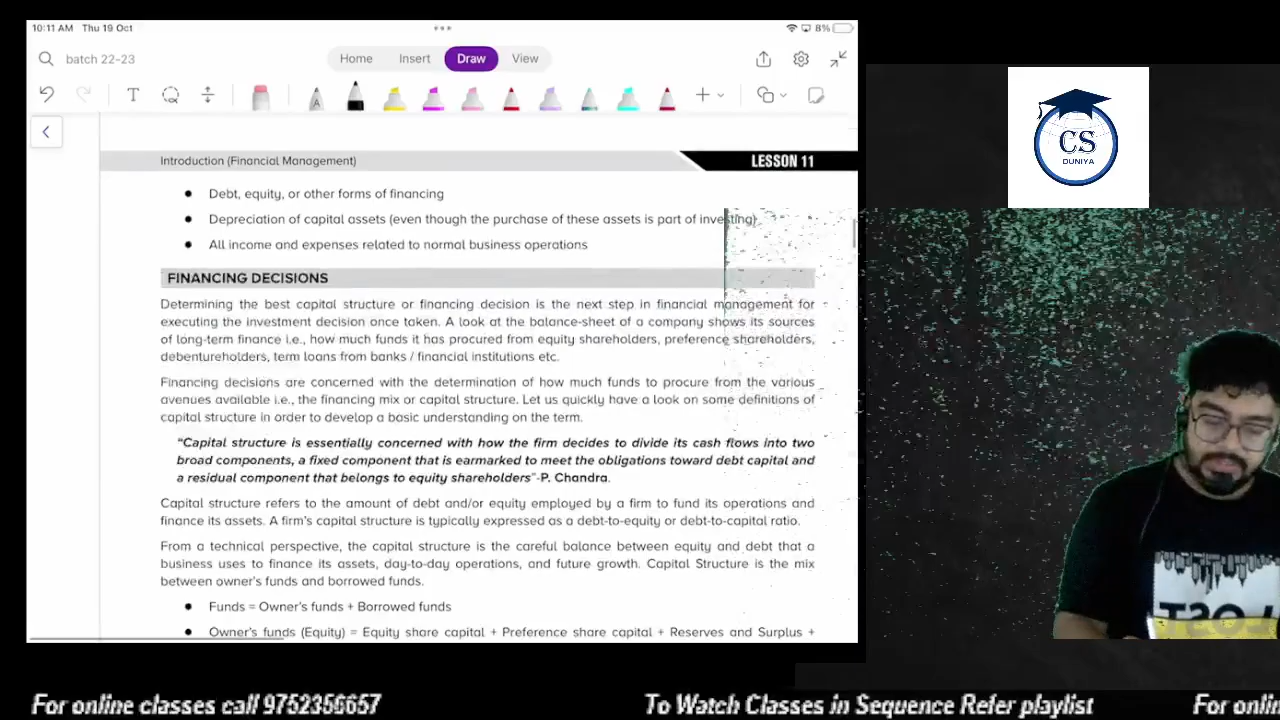 10:11 AM Thu 19 Oct
8%
batch 22-23
Home Insert Draw View
T
A
Introduction (Financial Management)
LESSON 11
● Debt, equity, or other forms of financing
● Depreciation of capital assets (even though the purchase of these assets is part of investing)
● All income and expenses related to normal business operations
FINANCING DECISIONS
Determining the best capital structure or financing decision is the next step in financial management for
executing the investment decision once taken. A look at the balance-sheet of a company shows its sources
of long-term finance i.e., how much funds it has procured from equity shareholders, preference shareholders,
debentureholders, term loans from banks / financial institutions etc.
Financing decisions are concerned with the determination of how much funds to procure from the various
avenues available i.e., the financing mix or capital structure. Let us quickly have a look on some definitions of
capital structure in order to develop a basic understanding on the term.
“Capital structure is essentially concerned with how the firm decides to divide its cash flows into two
broad components, a fixed component that is earmarked to meet the obligations toward debt capital and
a residual component that belongs to equity shareholders”-P. Chandra.
Capital structure refers to the amount of debt and/or equity employed by a firm to fund its operations and
finance its assets. A firm's capital structure is typically expressed as a debt-to-equity or debt-to-capital ratio.
From a technical perspective, the capital structure is the careful balance between equity and debt that a
business uses to finance its assets, day-to-day operations, and future growth. Capital Structure is the mix
between owner's funds and borrowed funds.
● Funds = Owner's funds + Borrowed funds
● Owner's funds (Equity) = Equity share capital + Preference share capital + Reserves and Surplus +
CS
DUNIYA
LOST
For online classes call 9752356657
To Watch Classes in Sequence Refer playlist
For onlin